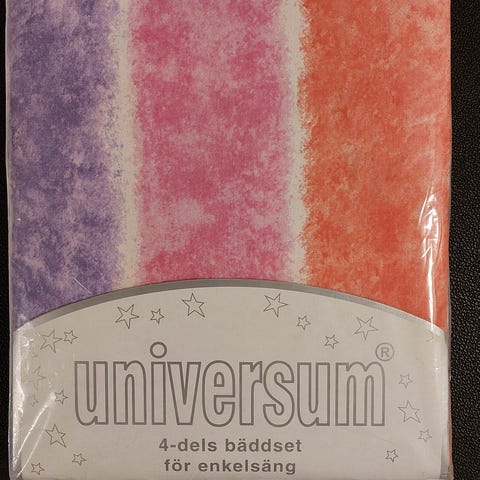 universum®
4-dels bäddset
för enkelsäng